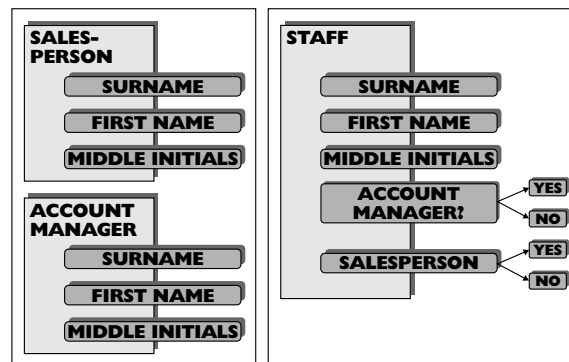 SALES-
PERSON
SURNAME
FIRST NAME
MIDDLE INITIALS
ACCOUNT
MANAGER
SURNAME
FIRST NAME
MIDDLE INITIALS
STAFF
SURNAME
FIRST NAME
MIDDLE INITIALS
ACCOUNT
MANAGER?
YES
NO
SALESPERSON
YES
NO